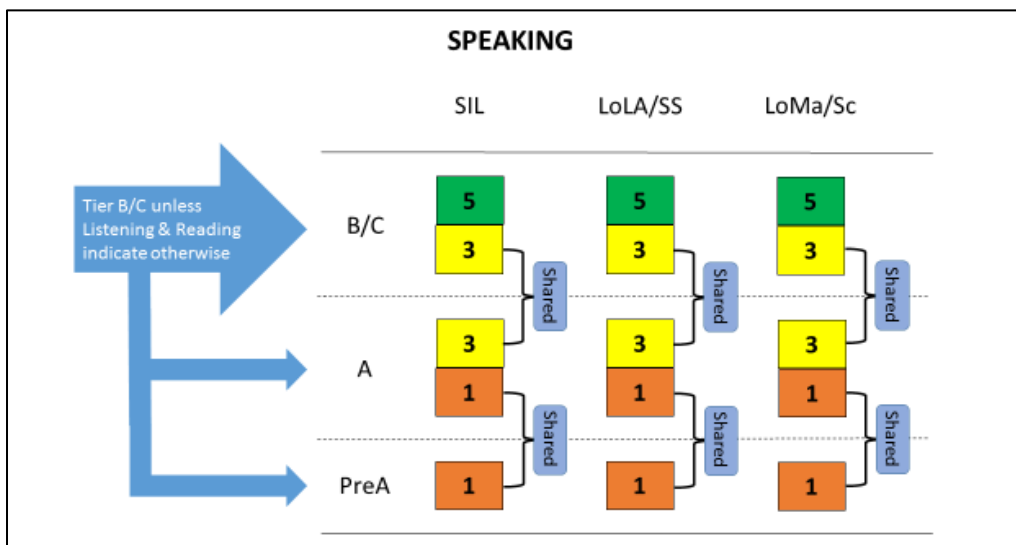 SPEAKING
SIL LoLA/SS LoMa/Sc
Tier B/C unless
Listening & Reading
indicate otherwise
B/C
5 5 5
3 3 3
Shared Shared Shared
A
3 3 3
1 1 1
Shared Shared Shared
PreA
1 1 1